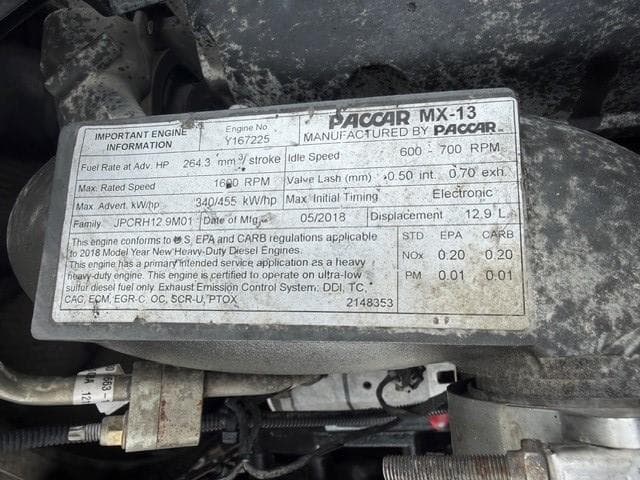 PACCAR MX-13
MANUFACTURED BY PACCAR
IMPORTANT ENGINE INFORMATION
Engine No
Y167225
Fuel Rate at Adv. HP 264.3 mm³/stroke
Idle Speed 600 - 700 RPM
Max. Rated Speed 1600 RPM
Valve Lash (mm) 0.50 int. 0.70 exh.
Max. Advert. kW/hp 340/455 kW/hp
Max. Initial Timing Electronic
Family JPCRH12.9M01
Date of Mfg. 05/2018
Displacement 12,9 L
This engine conforms to U S, EPA and CARB regulations applicable
to 2018 Model Year New Heavy-Duty Diesel Engines.
This engine has a primary intended service application as a heavy
heavy-duty engine. This engine is certified to operate on ultra-low
sulfur diesel fuel only. Exhaust Emission Control System: DDI, TC,
CAC, ECM, EGR-C, OC, SCR-U, PTOX
2148353
STD EPA CARB
NOx 0.20 0.20
PM 0.01 0.01